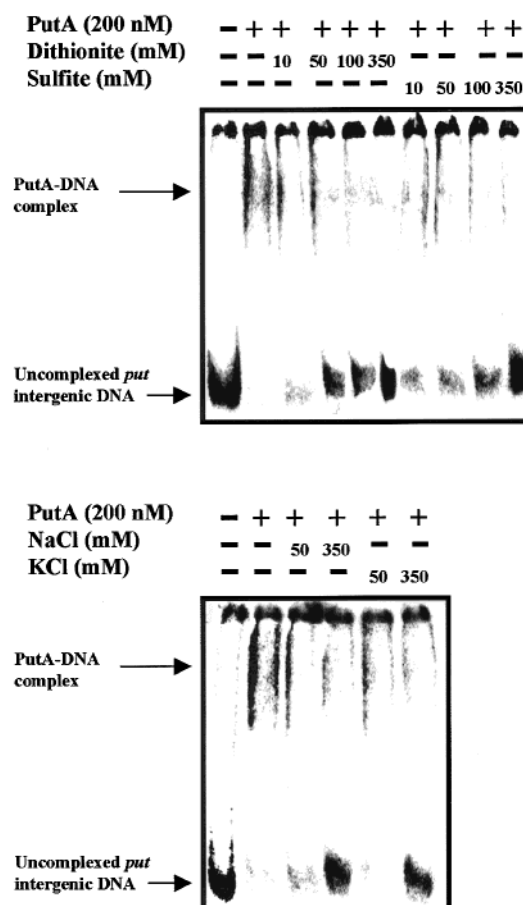 PutA (200 nM) – + + + + + + + + +
Dithionite (mM) – – 10 50 100 350 – – – –
Sulfite (mM) – – – – – – 10 50 100 350
PutA-DNA
complex
Uncomplexed put
intergenic DNA
PutA (200 nM) – + + + + +
NaCl (mM) – – 50 350 – –
KCl (mM) – – – – 50 350
PutA-DNA
complex
Uncomplexed put
intergenic DNA